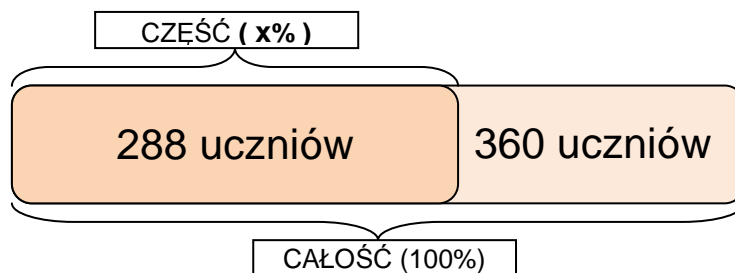 CZĘŚĆ ( x% )
288 uczniów
360 uczniów
CAŁOŚĆ (100%)